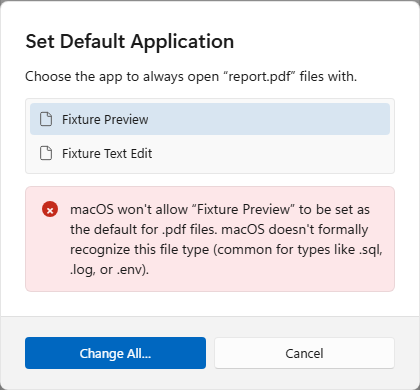 Set Default Application
Choose the app to always open “report.pdf” files with.
Fixture Preview
Fixture Text Edit
macOS won't allow “Fixture Preview” to be set as
the default for .pdf files. macOS doesn't formally
recognize this file type (common for types like .sql,
.log, or .env).
Change All...
Cancel